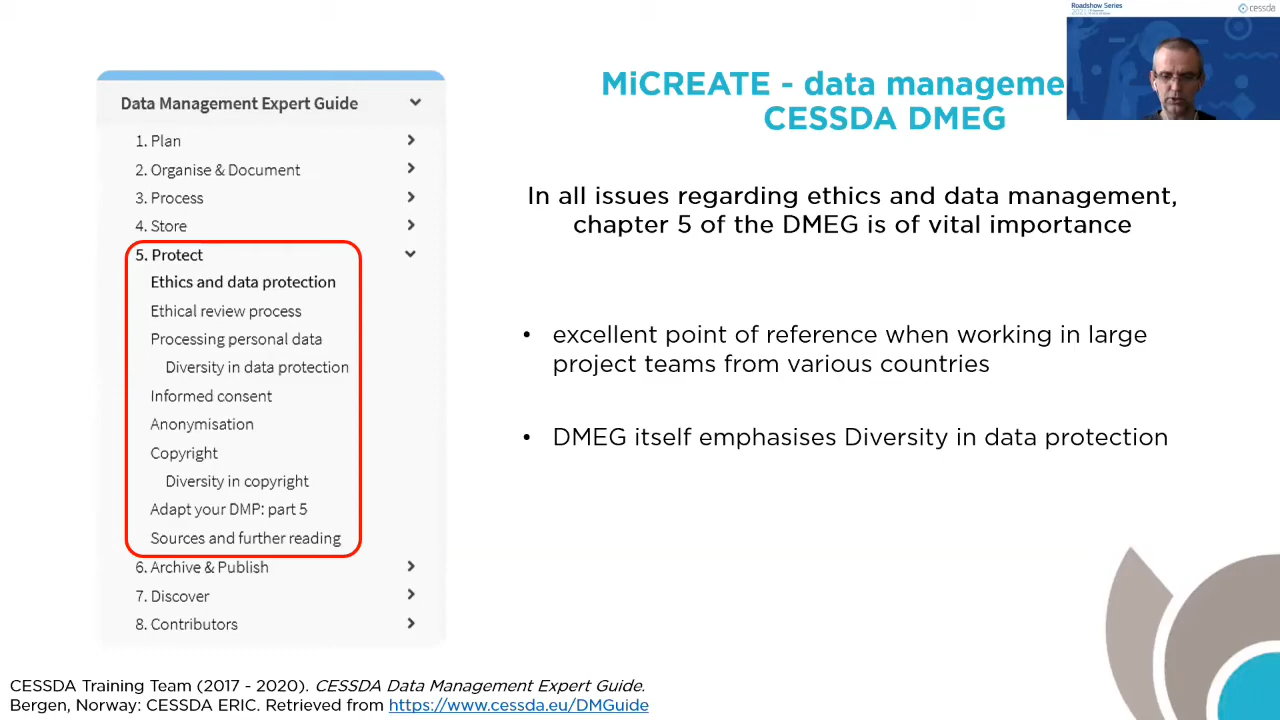 Roadshow Series
cessda
MiCREATE - data manageme
CESSDA DMEG
Data Management Expert Guide
1. Plan
2. Organise & Document
3. Process
4. Store
5. Protect
Ethics and data protection
Ethical review process
Processing personal data
Diversity in data protection
Informed consent
Anonymisation
Copyright
Diversity in copyright
Adapt your DMP: part 5
Sources and further reading
6. Archive & Publish
7. Discover
8. Contributors
In all issues regarding ethics and data management,
chapter 5 of the DMEG is of vital importance
• excellent point of reference when working in large
project teams from various countries
• DMEG itself emphasises Diversity in data protection
CESSDA Training Team (2017 - 2020). CESSDA Data Management Expert Guide.
Bergen, Norway: CESSDA ERIC. Retrieved from https://www.cessda.eu/DMGuide